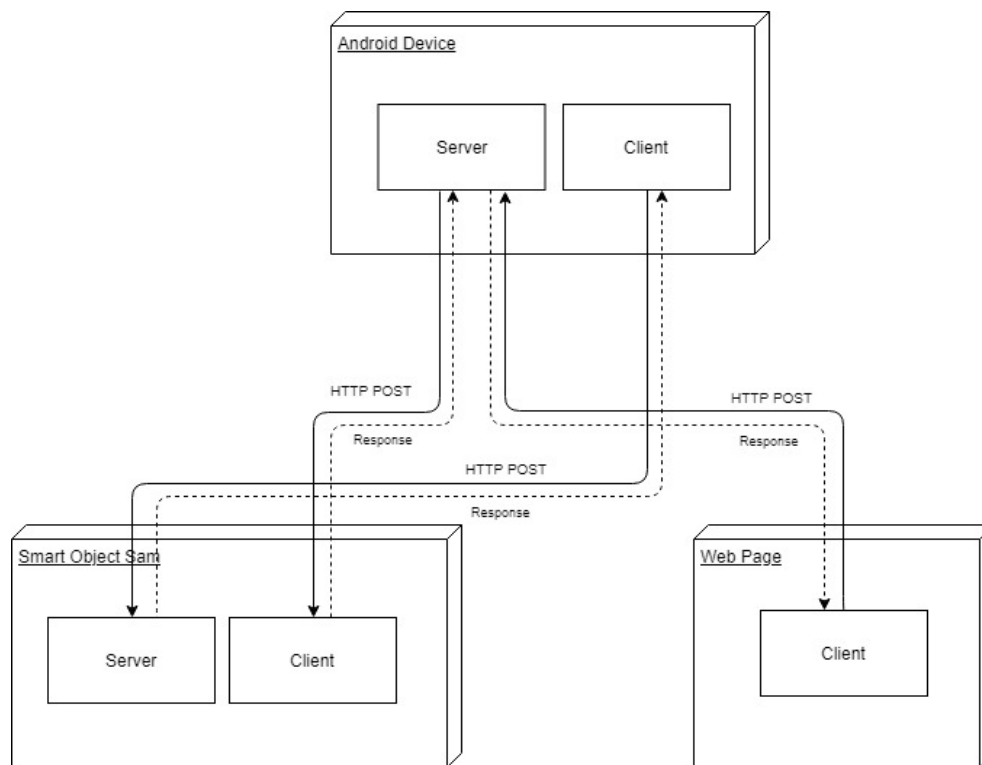 Android Device
Server
Client
HTTP POST
HTTP POST
Response
Response
HTTP POST
Response
Smart Object Sam
Web Page
Server
Client
Client